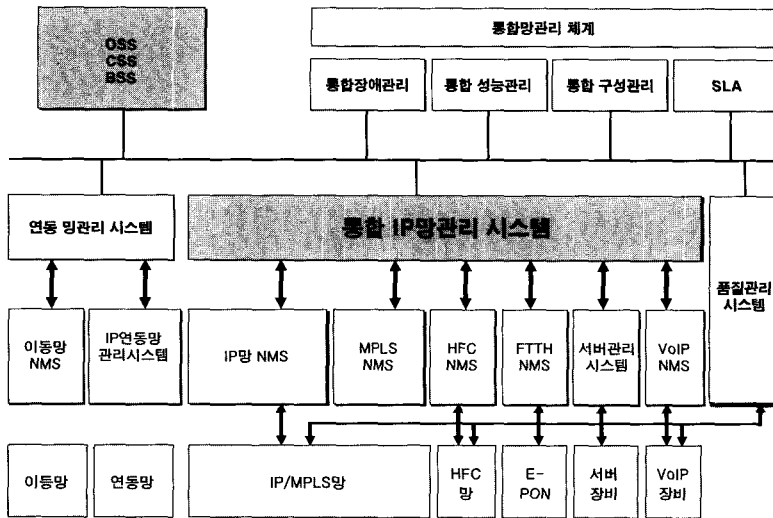 OSS
CSS
BSS
통합망관리 체계
통합장애관리
통합 성능관리
통합 구성관리
SLA
연동 망관리 시스템
통합 IP망관리 시스템
품질관리
시스템
이동망
NMS
IP연동망
관리시스템
IP망 NMS
MPLS
NMS
HFC
NMS
FTTH
NMS
서버관리
시스템
VoIP
NMS
이동망
연동망
IP/MPLS망
HFC
망
E-
PON
서버
장비
VoIP
장비